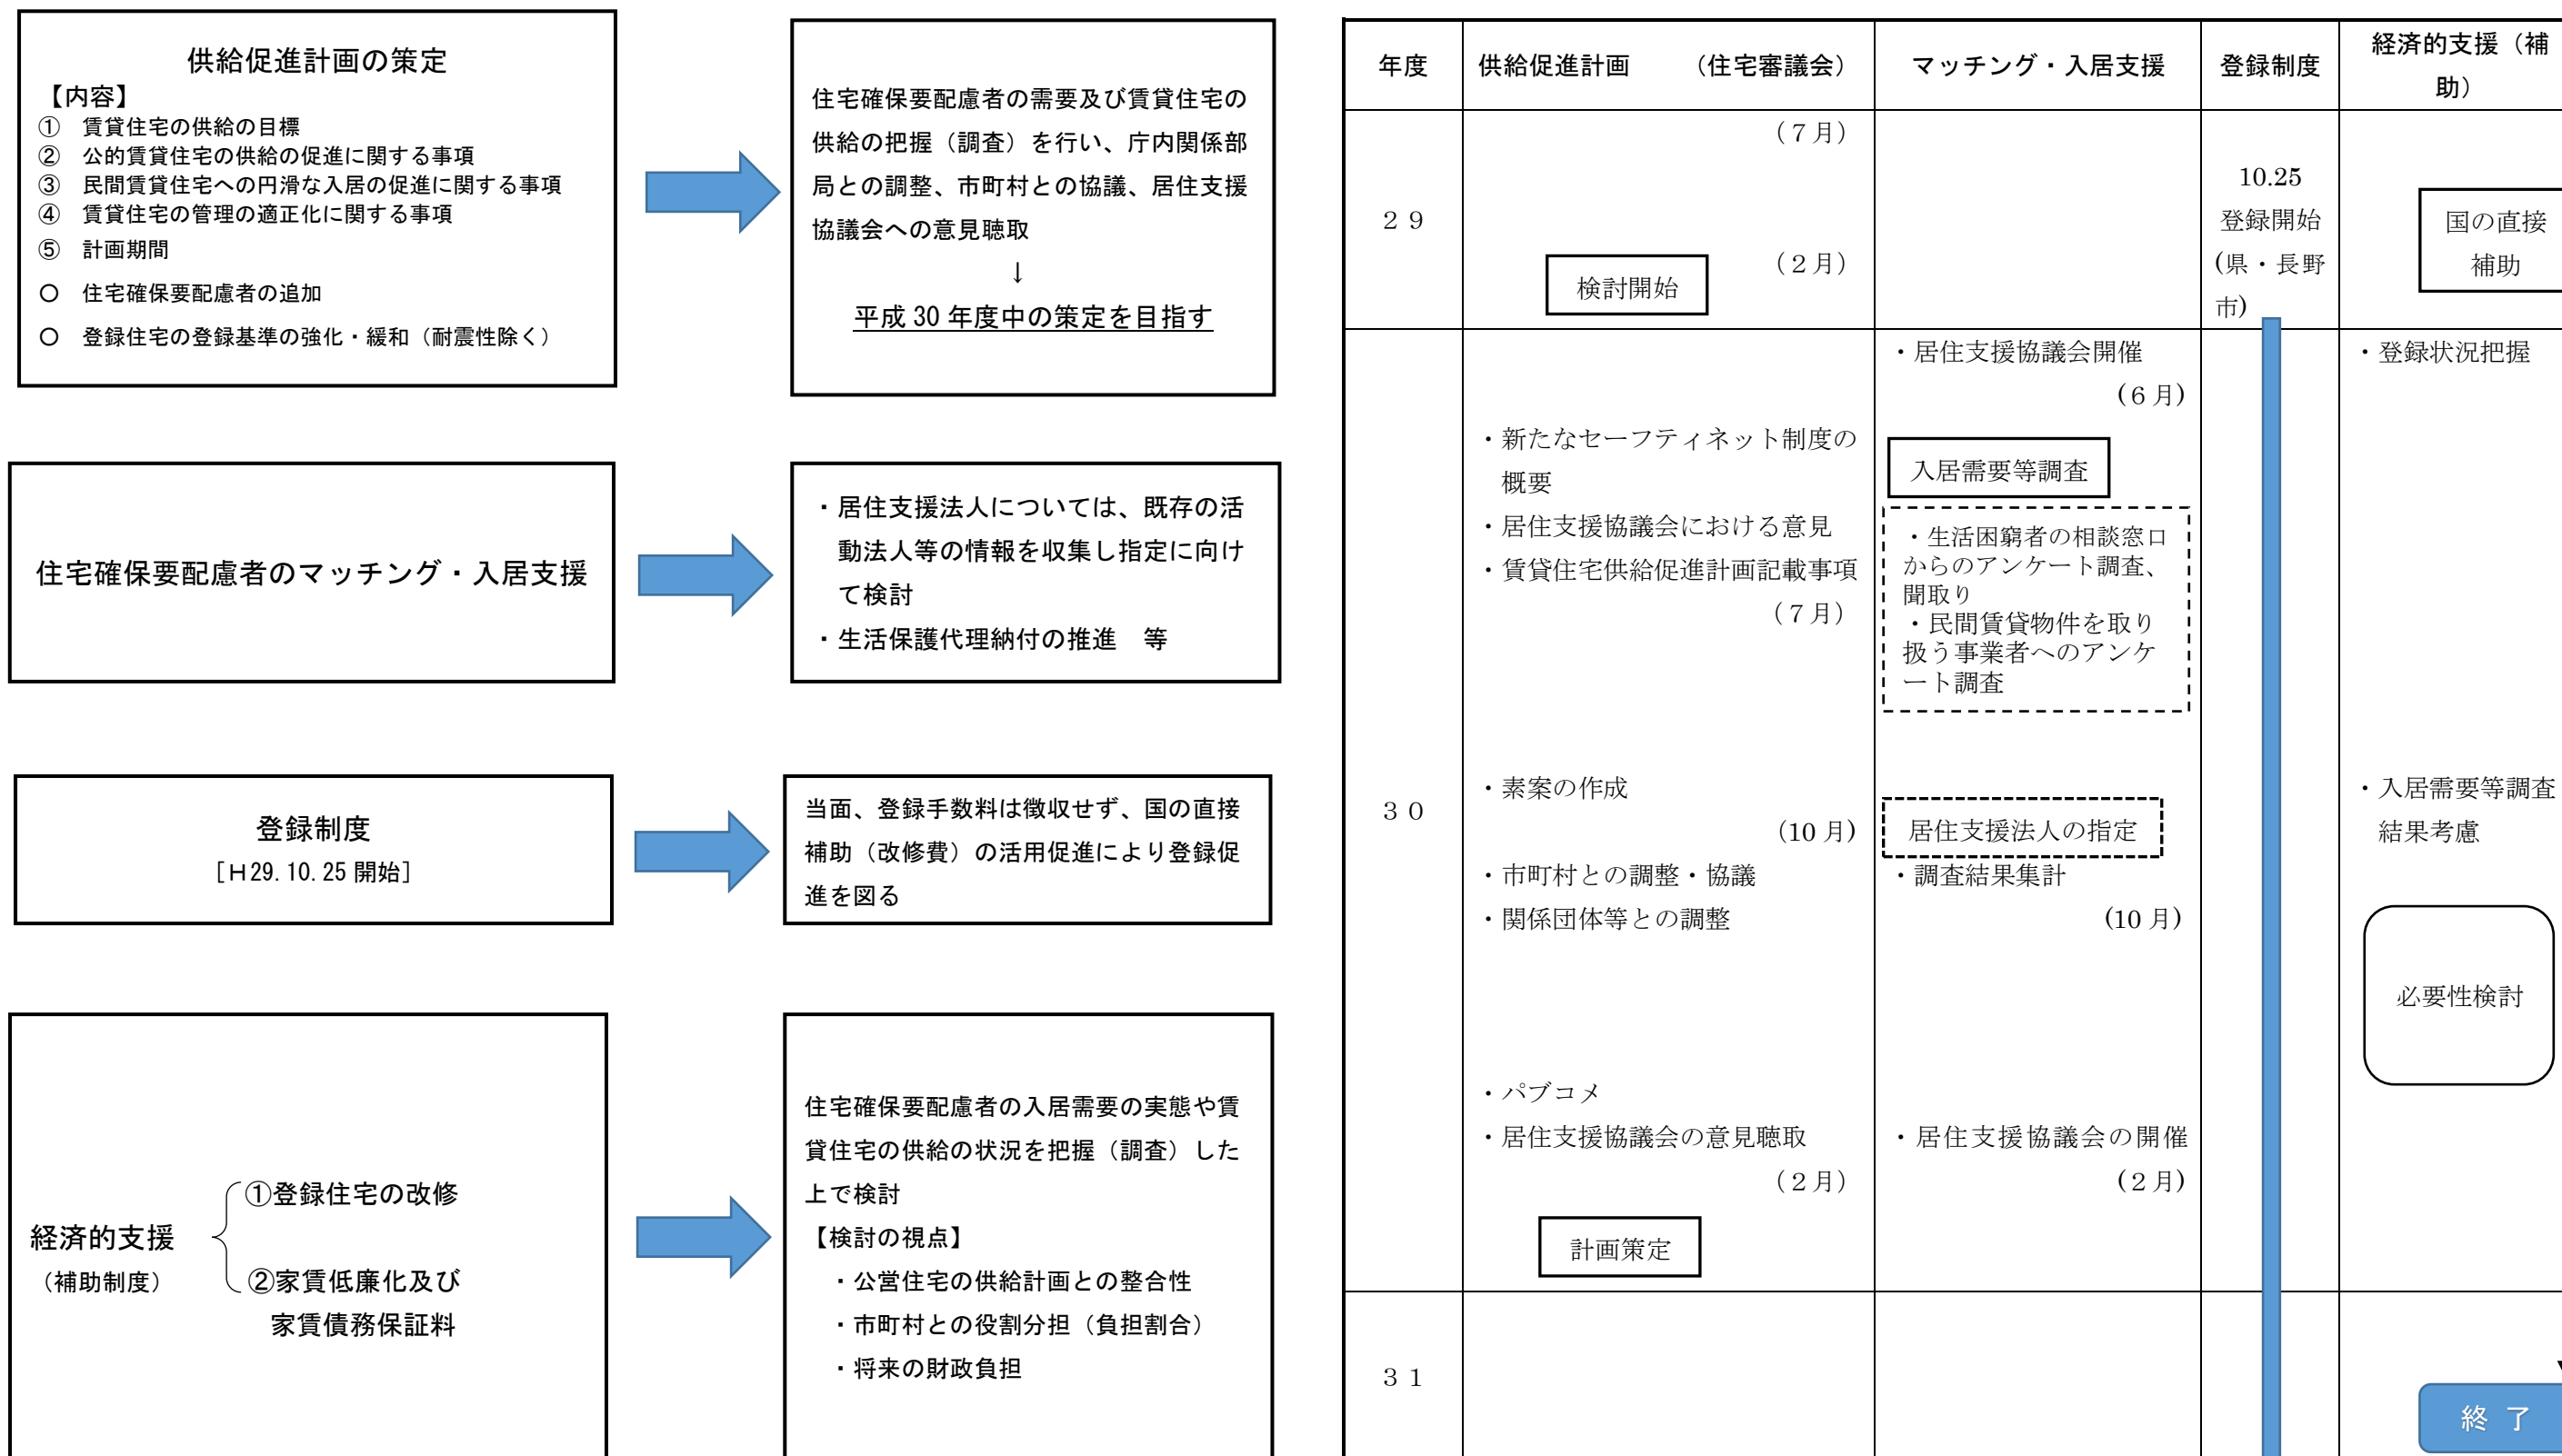 供給促進計画の策定
【内容】
① 賃貸住宅の供給の目標
② 公的賃貸住宅の供給の促進に関する事項
③ 民間賃貸住宅への円滑な入居の促進に関する事項
④ 賃貸住宅の管理の適正化に関する事項
⑤ 計画期間
○ 住宅確保要配慮者の追加
○ 登録住宅の登録基準の強化・緩和（耐震性除く）
住宅確保要配慮者の需要及び賃貸住宅の
供給の把握（調査）を行い、庁内関係部
局との調整、市町村との協議、居住支援
協議会への意見聴取
↓
平成 30 年度中の策定を目指す
住宅確保要配慮者のマッチング・入居支援
・居住支援法人については、既存の活
動法人等の情報を収集し指定に向け
て検討
・生活保護代理納付の推進　等
登録制度
［Ｈ29.10.25 開始］
当面、登録手数料は徴収せず、国の直接
補助（改修費）の活用促進により登録促
進を図る
経済的支援
（補助制度）
①登録住宅の改修
②家賃低廉化及び
家賃債務保証料
住宅確保要配慮者の入居需要の実態や賃
貸住宅の供給の状況を把握（調査）した
上で検討
【検討の視点】
・公営住宅の供給計画との整合性
・市町村との役割分担（負担割合）
・将来の財政負担
年度
供給促進計画　　（住宅審議会）
マッチング・入居支援
登録制度
経済的支援（補
助）
２９
（７月）
（２月）
検討開始
10.25
登録開始
(県・長野
市)
国の直接
補助
３０
・新たなセーフティネット制度の
概要
・居住支援協議会における意見
・賃貸住宅供給促進計画記載事項
（７月）
・素案の作成
（10 月）
・市町村との調整・協議
・関係団体等との調整
・パブコメ
・居住支援協議会の意見聴取
（２月）
計画策定
・居住支援協議会開催
(６月)
入居需要等調査
・生活困窮者の相談窓口
からのアンケート調査、
聞取り
・民間賃貸物件を取り
扱う事業者へのアンケ
ート調査
居住支援法人の指定
・調査結果集計
(10 月)
・居住支援協議会の開催
(２月)
・登録状況把握
・入居需要等調査
結果考慮
必要性検討
３１
終 了